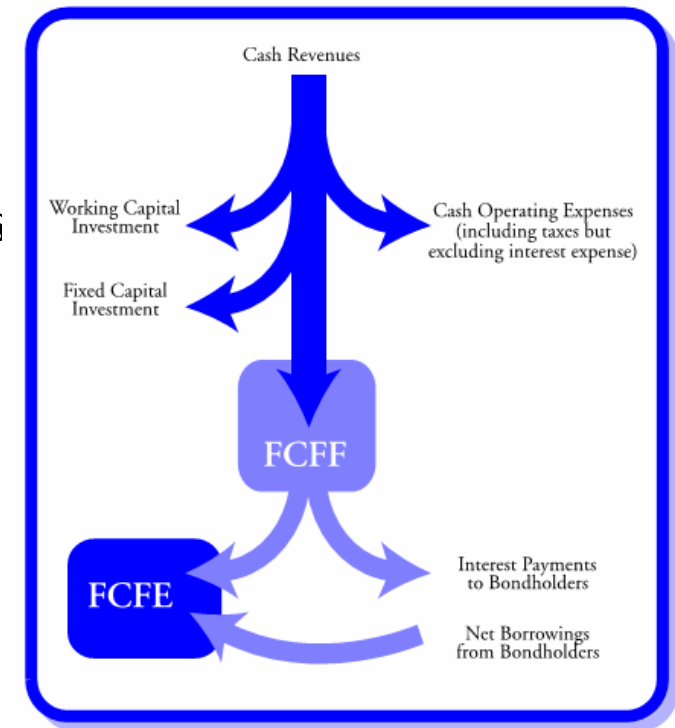 Cash Revenues
Working Capital
Investment
Cash Operating Expenses
(including taxes but
excluding interest expense)
Fixed Capital
Investment
FCFF
FCFE
Interest Payments
to Bondholders
Net Borrowings
from Bondholders